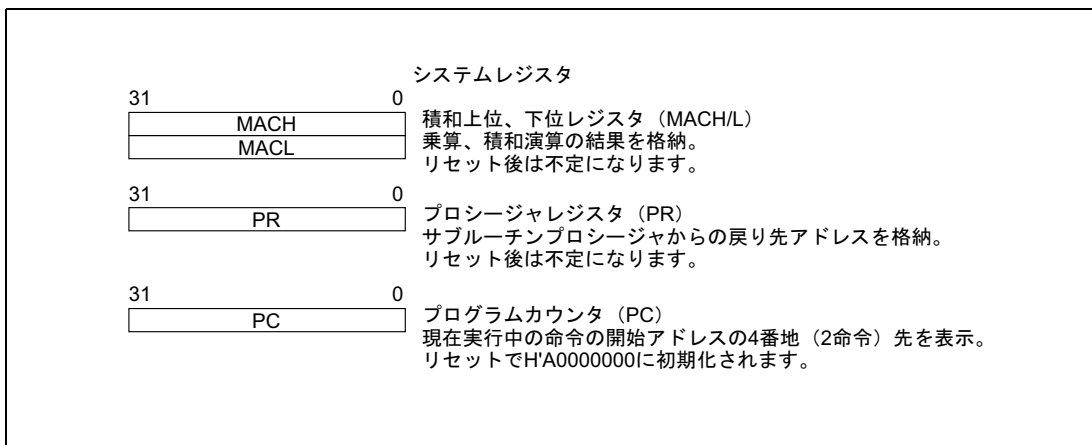 システムレジスタ
31 0
MACH
MACL
積和上位、下位レジスタ（MACH/L）
乗算、積和演算の結果を格納。
リセット後は不定になります。
31 0
PR
プロシージャレジスタ（PR）
サブルーチンプロシージャからの戻り先アドレスを格納。
リセット後は不定になります。
31 0
PC
プログラムカウンタ（PC）
現在実行中の命令の開始アドレスの4番地（2命令）先を表示。
リセットでH'A0000000に初期化されます。